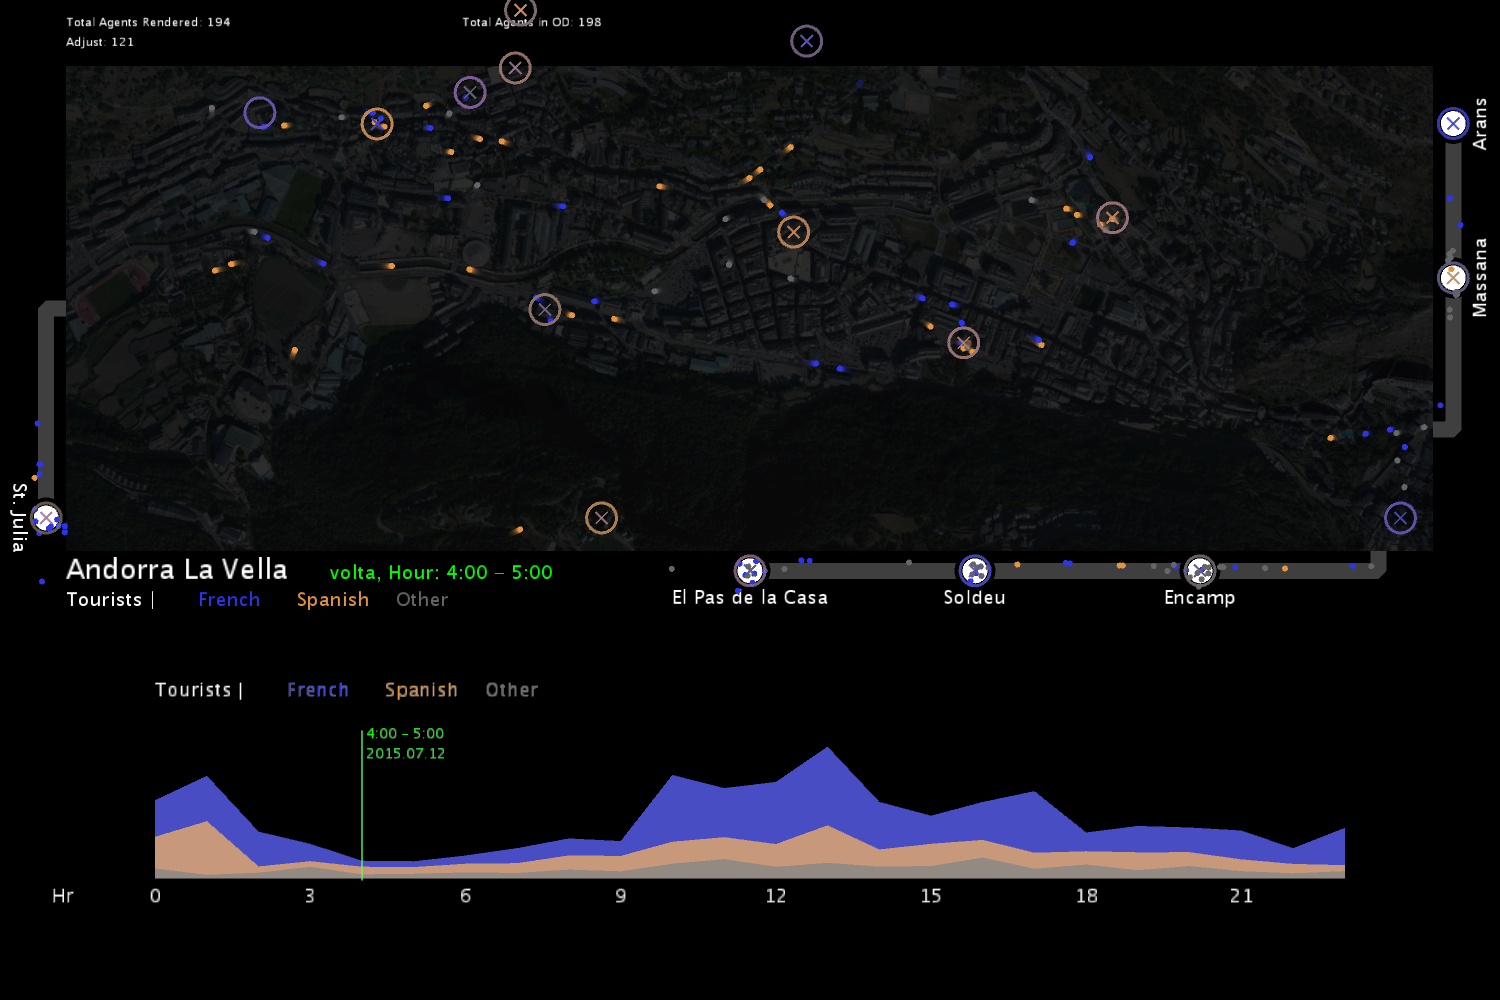 Total Agents Rendered: 194
Total Agents in OD: 198
Adjust: 121
Arans
Massana
St. Julia
Andorra La Vella
volta, Hour: 4:00 - 5:00
Tourists | French Spanish Other
El Pas de la Casa
Soldeu
Encamp
Tourists | French Spanish Other
4:00 - 5:00
2015.07.12
Hr 0 3 6 9 12 15 18 21